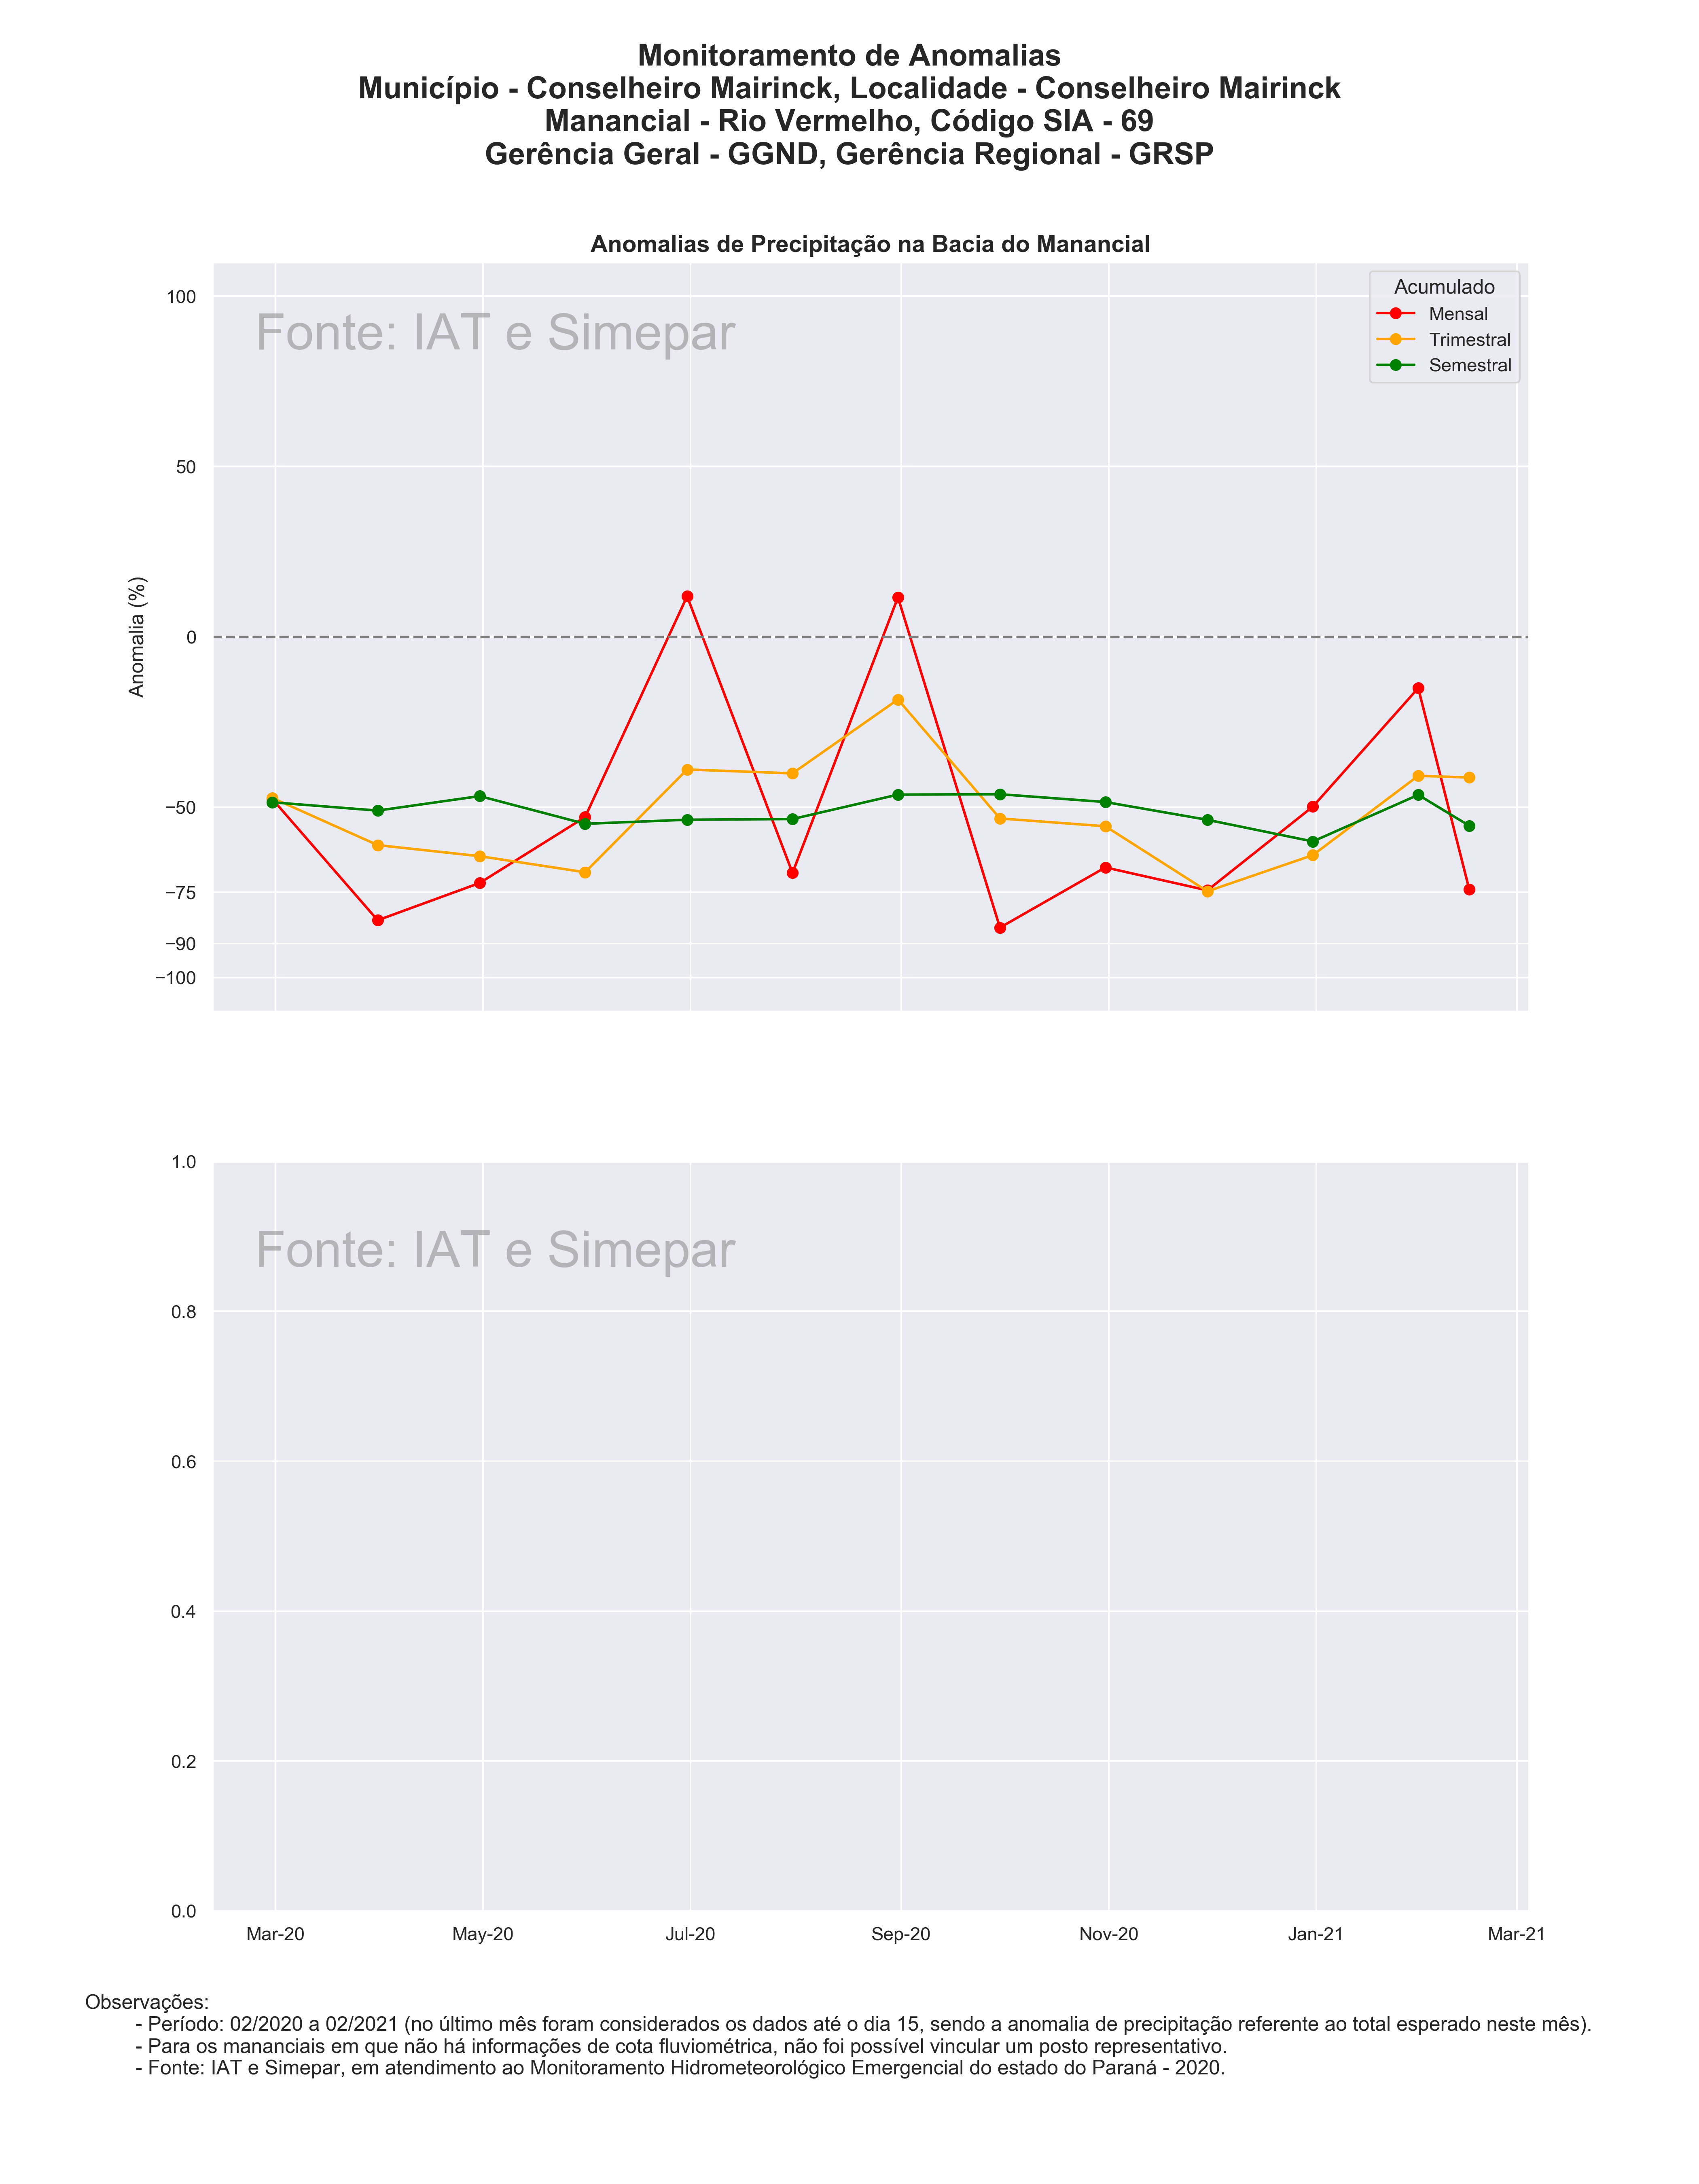 Monitoramento de Anomalias
Município - Conselheiro Mairinck, Localidade - Conselheiro Mairinck
Manancial - Rio Vermelho, Código SIA - 69
Gerência Geral - GGND, Gerência Regional - GRSP
Anomalias de Precipitação na Bacia do Manancial
Fonte: IAT e Simepar
Acumulado
Mensal
Trimestral
Semestral
Anomalia (%)
100
50
0
−50
−75
−90
−100
Fonte: IAT e Simepar
1.0
0.8
0.6
0.4
0.2
0.0
Mar-20 May-20 Jul-20 Sep-20 Nov-20 Jan-21 Mar-21
Observações:
- Período: 02/2020 a 02/2021 (no último mês foram considerados os dados até o dia 15, sendo a anomalia de precipitação referente ao total esperado neste mês).
- Para os mananciais em que não há informações de cota fluviométrica, não foi possível vincular um posto representativo.
- Fonte: IAT e Simepar, em atendimento ao Monitoramento Hidrometeorológico Emergencial do estado do Paraná - 2020.